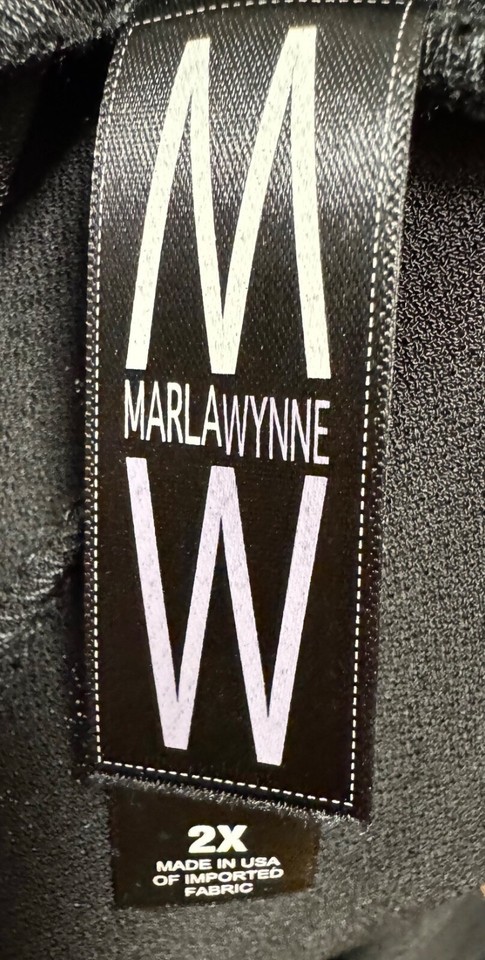 M
MARLAWYNNE
W
2X
MADE IN USA
OF IMPORTED
FABRIC